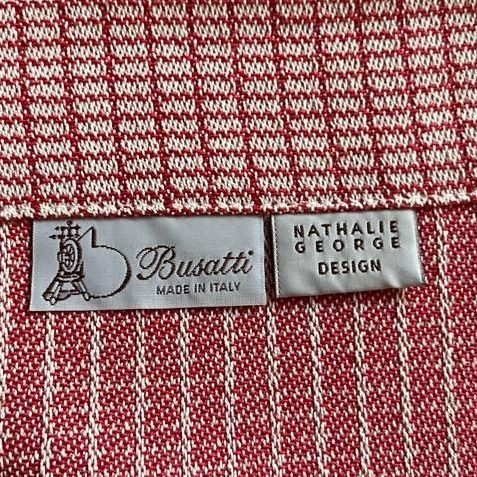 Busatti
MADE IN ITALY
NATHALIE
GEORGE
DESIGN